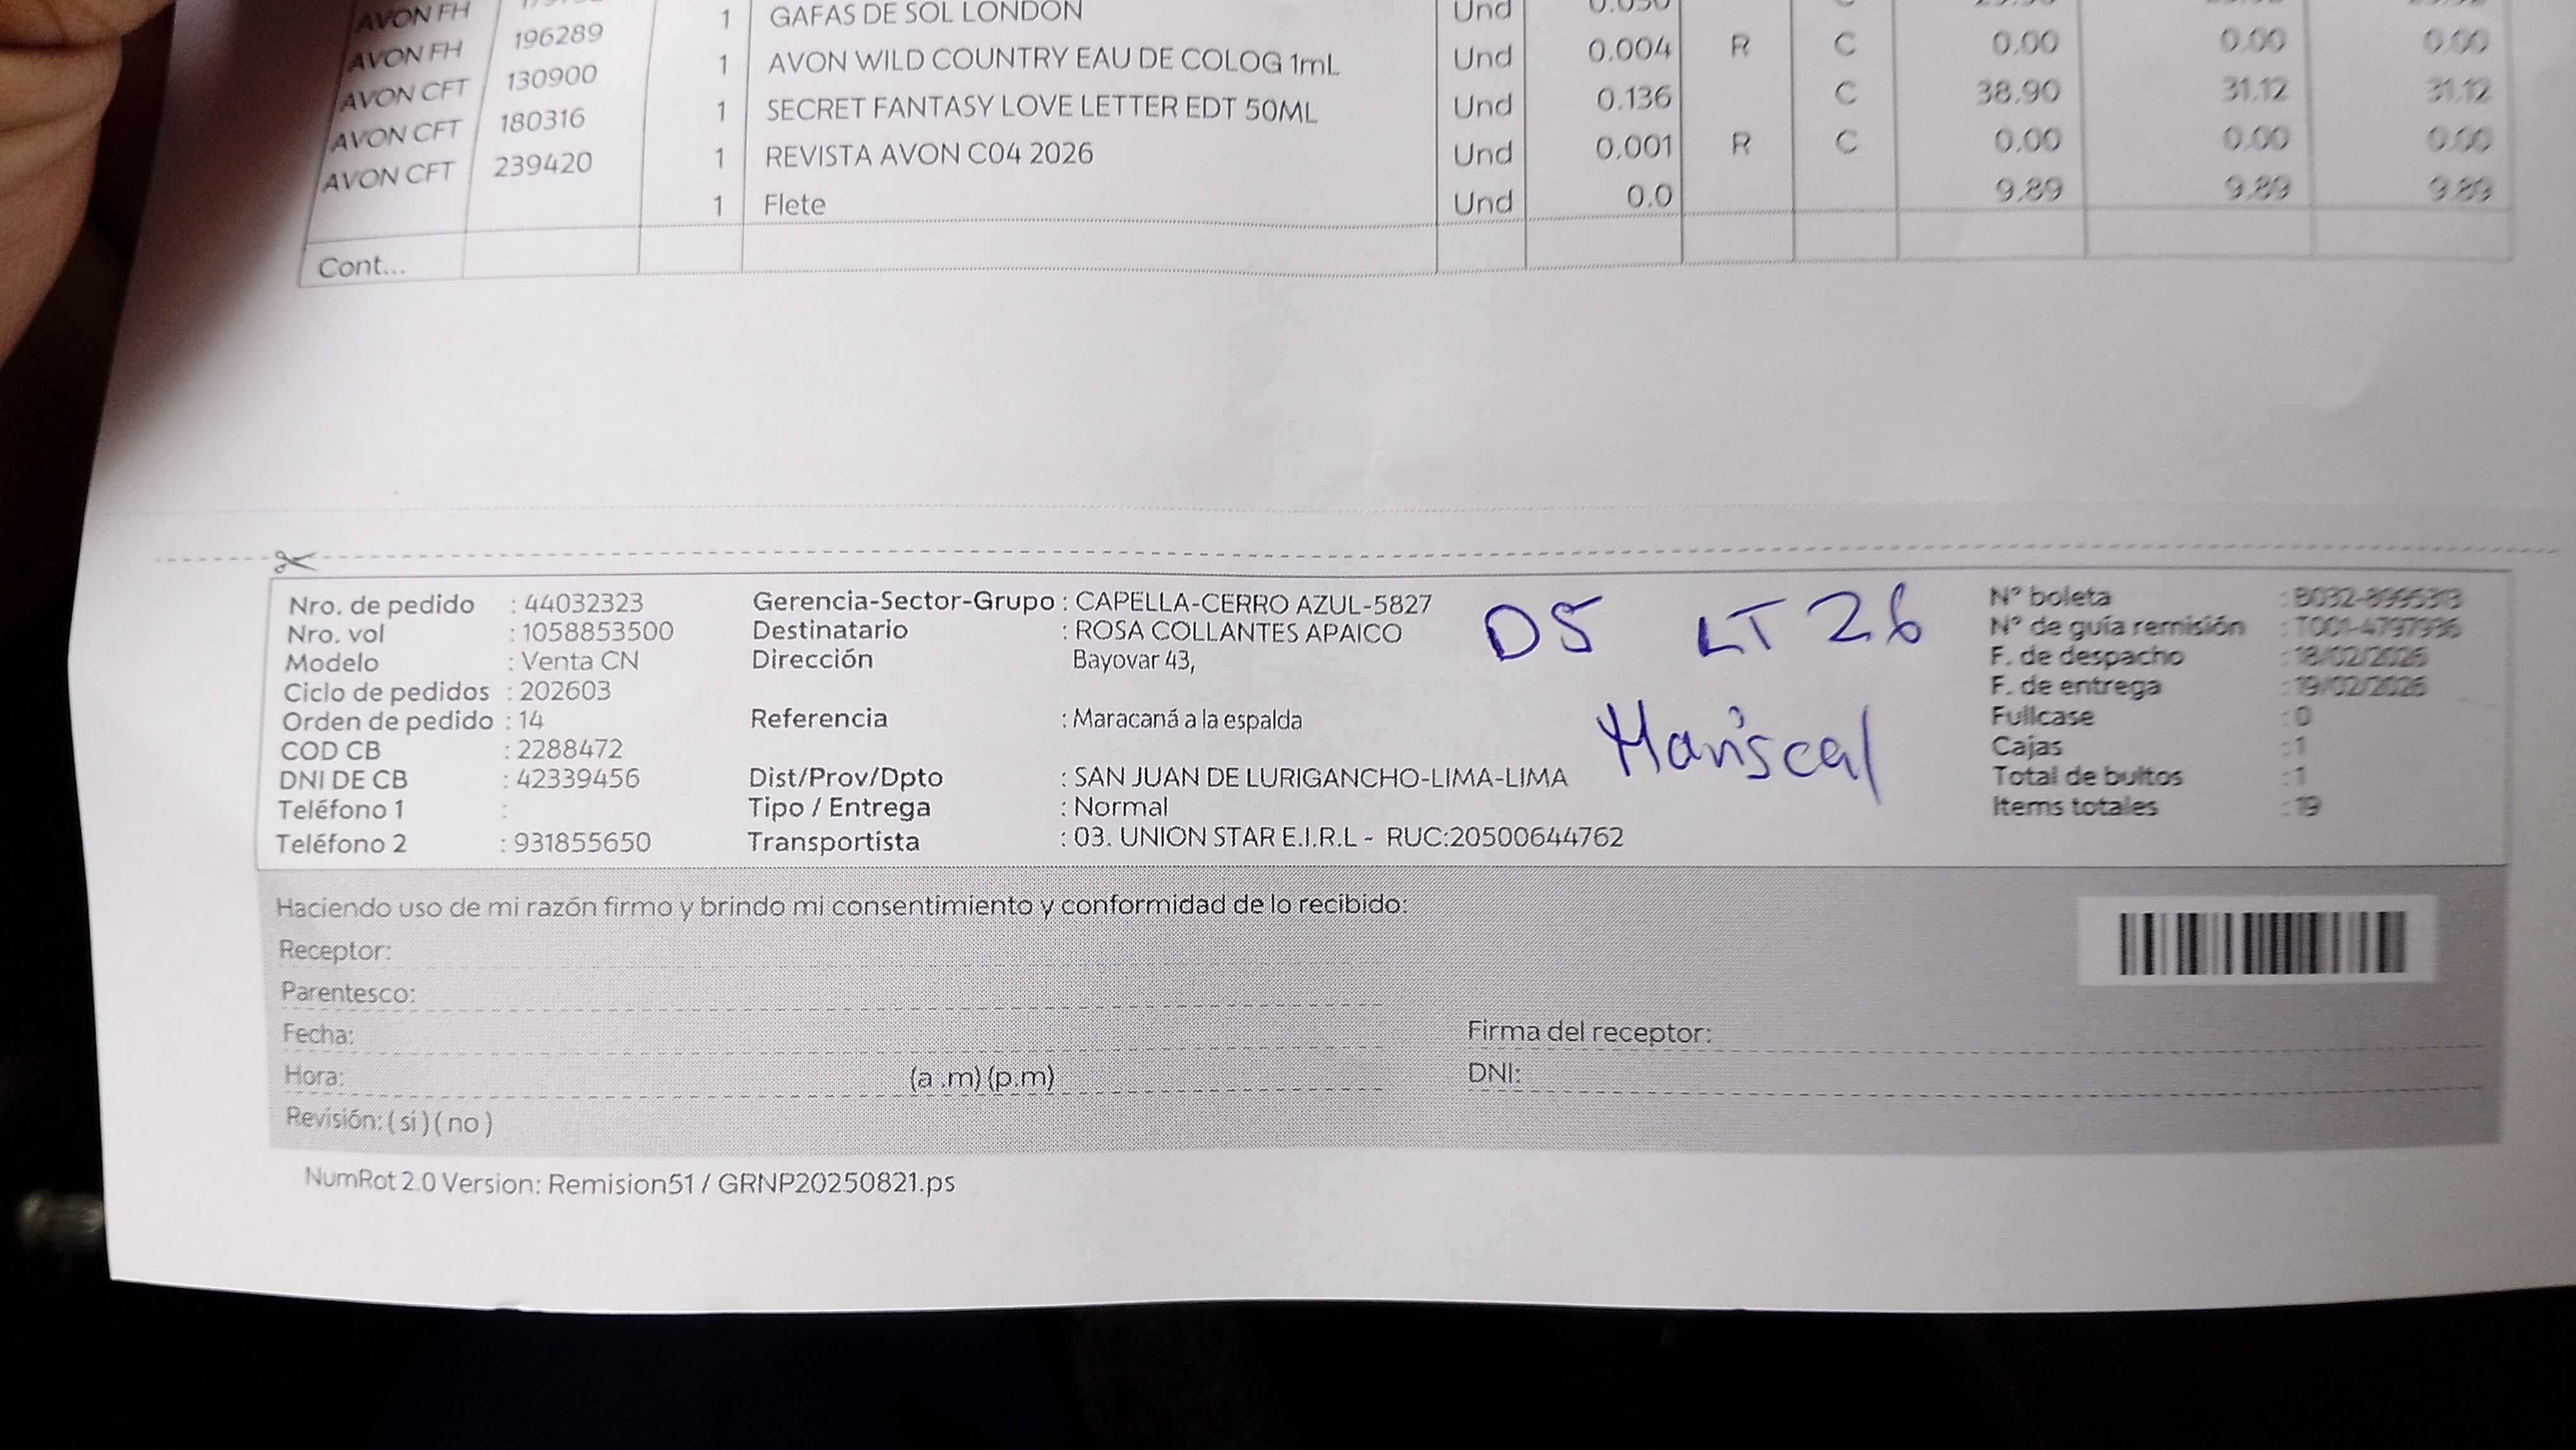 AVON FH 1 GAFAS DE SOL LONDON Und 0.050 C
AVON FH 196289 1 AVON WILD COUNTRY EAU DE COLOG 1mL Und 0.004 R C 0.00 0.00 0.00
AVON CFT 130900 1 SECRET FANTASY LOVE LETTER EDT 50ML Und 0.136 C 38.90 31.12 31.12
AVON CFT 180316 1 REVISTA AVON C04 2026 Und 0.001 R C 0.00 0.00 0.00
AVON CFT 239420 1 Flete Und 0.0 9.89 9.89 9.89
Cont...
Nro. de pedido : 44032323 Gerencia-Sector-Grupo : CAPELLA-CERRO AZUL-5827 D5 LT 26 N° boleta
Nro. vol : 1058853500 Destinatario : ROSA COLLANTES APAICO N° de guía remisión
Modelo : Venta CN Dirección Bayovar 43, F. de despacho : 18/02/2026
Ciclo de pedidos : 202603 F. de entrega : 19/02/2026
Orden de pedido : 14 Referencia : Maracaná a la espalda Mariscal Fullcase : 0
COD CB : 2288472 Cajas : 1
DNI DE CB : 42339456 Dist/Prov/Dpto : SAN JUAN DE LURIGANCHO-LIMA-LIMA Total de bultos : 1
Teléfono 1 : Tipo / Entrega : Normal Items totales : 19
Teléfono 2 : 931855650 Transportista : 03. UNION STAR E.I.R.L - RUC:20500644762
Haciendo uso de mi razón firmo y brindo mi consentimiento y conformidad de lo recibido:
Receptor:
Parentesco:
Fecha: Firma del receptor:
Hora: (a .m) (p.m) DNI:
Revisión: ( si ) ( no )
NumRot 2.0 Version: Remision51 / GRNP20250821.ps